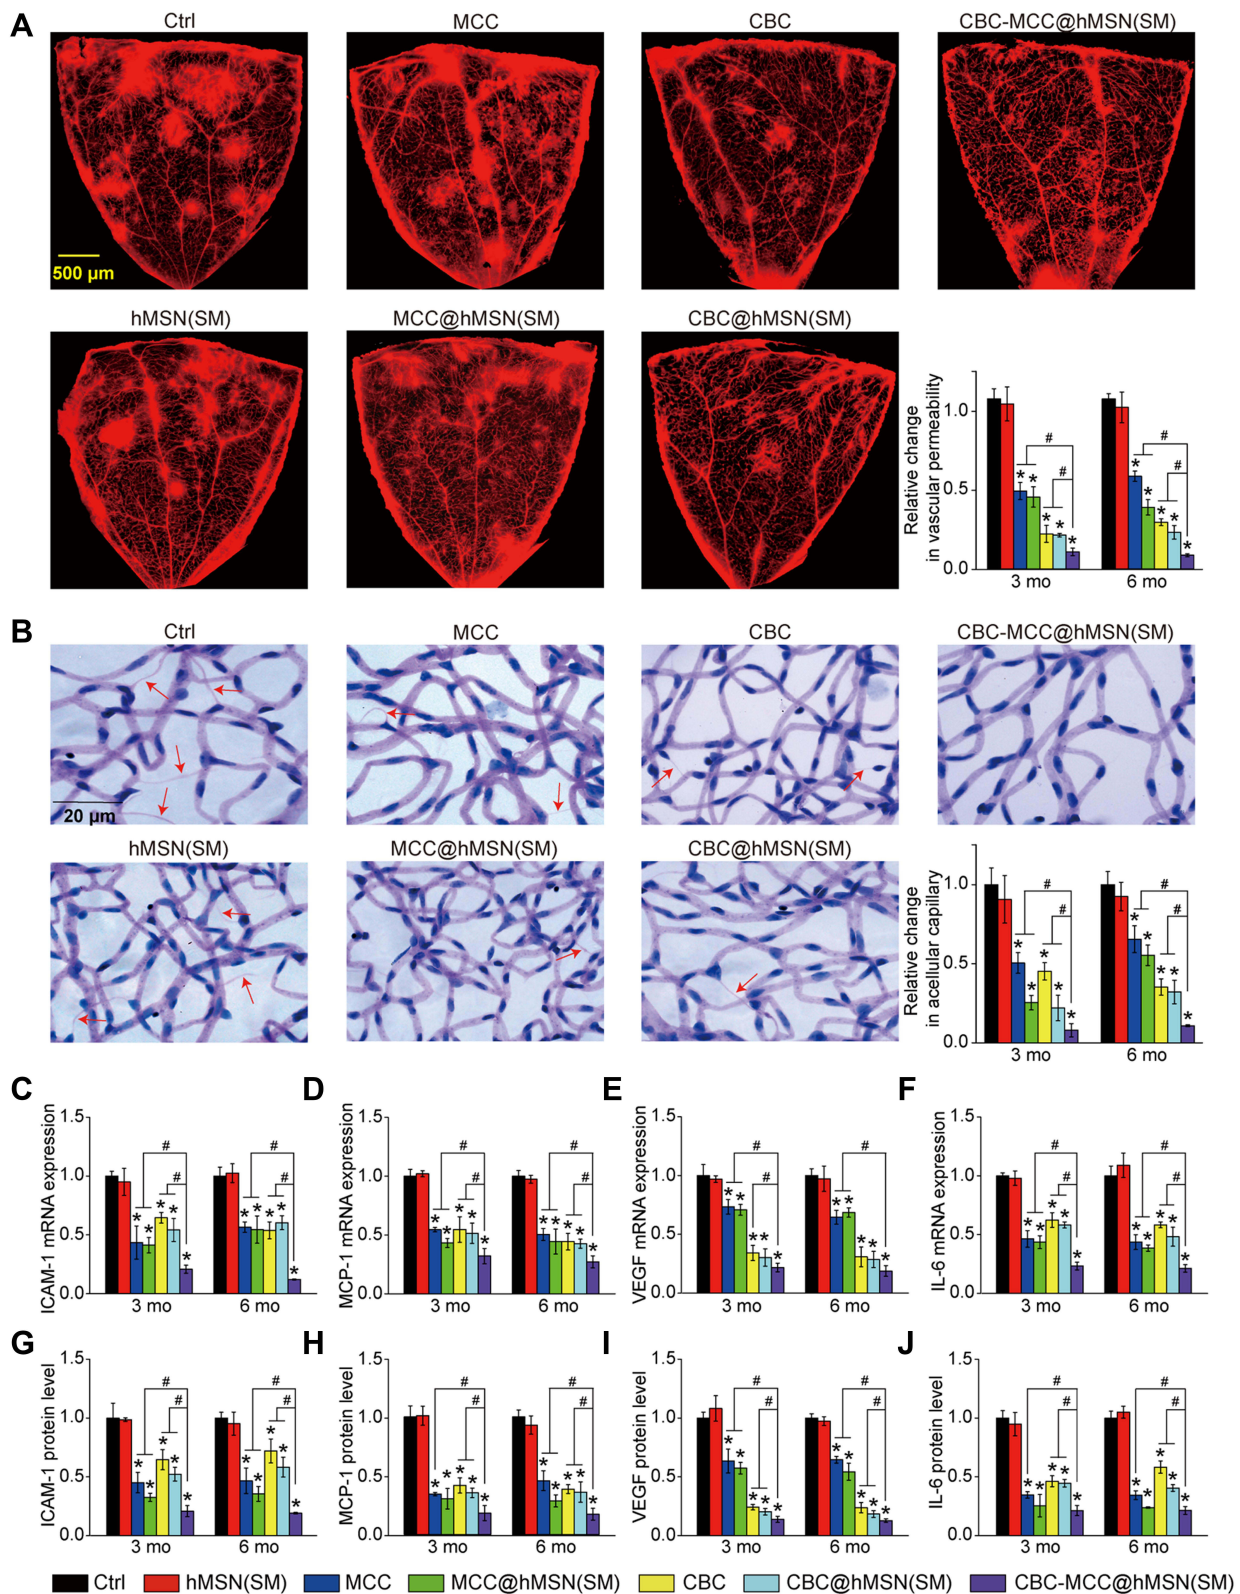 A
Ctrl
MCC
CBC
CBC-MCC@hMSN(SM)
500 µm
hMSN(SM)
MCC@hMSN(SM)
CBC@hMSN(SM)
Relative change
in vascular permeability
1.0
0.5
0.0
* * * * *
# #
* * * * *
# #
3 mo
6 mo
B
Ctrl
MCC
CBC
CBC-MCC@hMSN(SM)
20 µm
hMSN(SM)
MCC@hMSN(SM)
CBC@hMSN(SM)
Relative change
in acellular capillary
1.0
0.5
0.0
* * * * *
# #
* * * * *
# #
3 mo
6 mo
C
ICAM-1 mRNA expression
1.5
1.0
0.5
0.0
* * * * *
# #
* * * * *
# #
3 mo
6 mo
D
MCP-1 mRNA expression
1.5
1.0
0.5
0.0
* * * * *
# #
* * * * *
# #
3 mo
6 mo
E
VEGF mRNA expression
1.5
1.0
0.5
0.0
* * * * *
# #
* * * * *
#
3 mo
6 mo
F
IL-6 mRNA expression
1.5
1.0
0.5
0.0
* * * * *
# #
* * * * *
# #
3 mo
6 mo
G
ICAM-1 protein level
1.5
1.0
0.5
0.0
* * * * *
# #
* * * * *
# #
3 mo
6 mo
H
MCP-1 protein level
1.5
1.0
0.5
0.0
* * * * *
# #
* * * * *
# #
3 mo
6 mo
I
VEGF protein level
1.5
1.0
0.5
0.0
* * * * *
# #
* * * * *
# #
3 mo
6 mo
J
IL-6 protein level
1.5
1.0
0.5
0.0
* * * * *
# #
* * * * *
# #
3 mo
6 mo
Ctrl
hMSN(SM)
MCC
MCC@hMSN(SM)
CBC
CBC@hMSN(SM)
CBC-MCC@hMSN(SM)